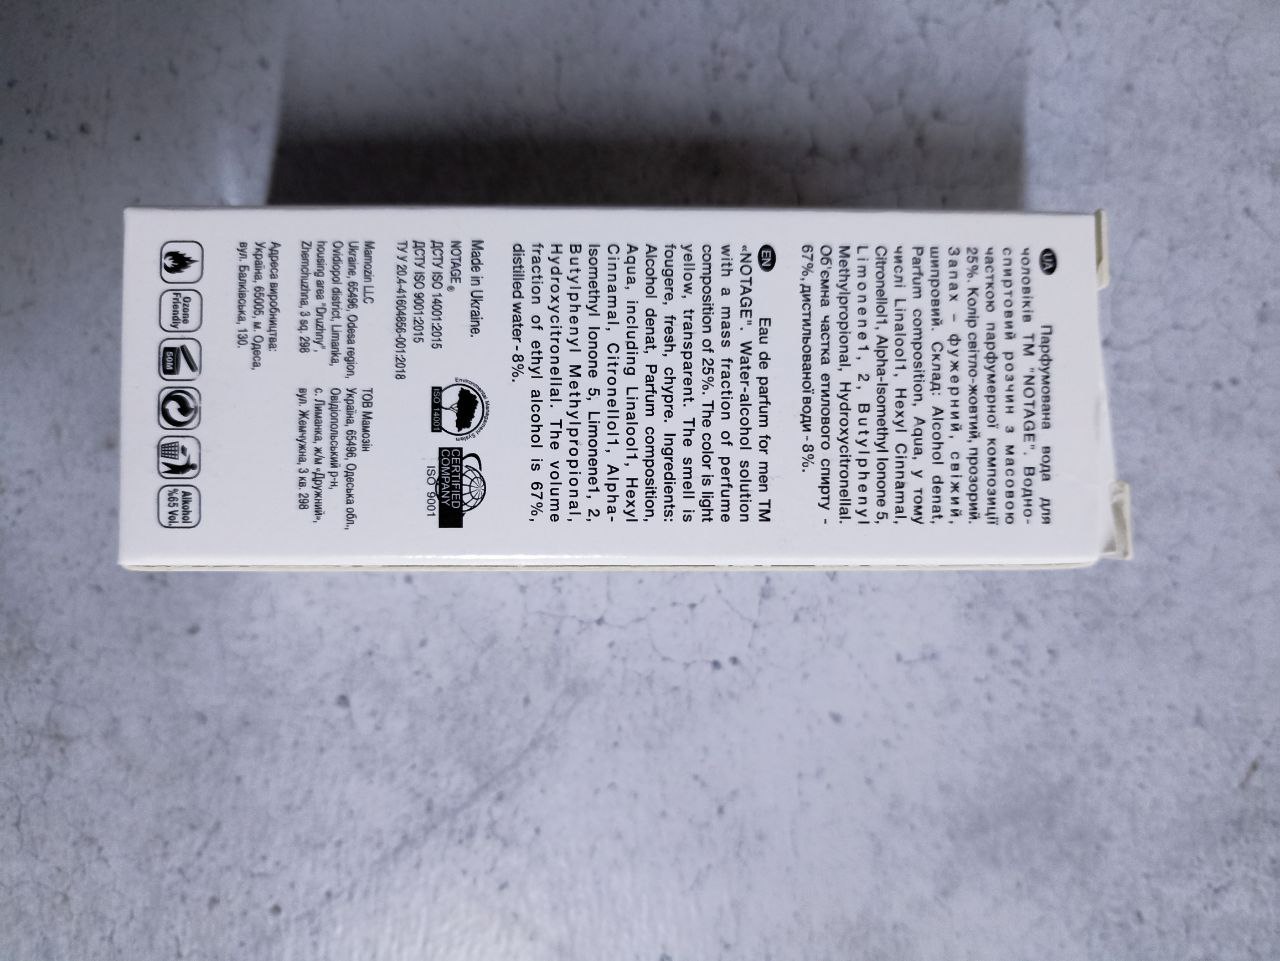 UA
Парфумована вода для
чоловіків ТМ "NOTAGE". Водно-
спиртовий розчин з масовою
часткою парфумерної композиції
25%. Колір світло-жовтий, прозорий.
Запах – фужерний, свіжий,
шипровий. Склад: Alcohol denat,
Parfum composition, Aqua, у тому
числі Linalool1, Hexyl Cinnamal,
Citronellol1, Alpha-Isomethyl Ionone 5,
Limonene1, 2, Butylphenyl
Methylpropional, Hydroxycitronellal.
Об'ємна частка етилового спирту -
67%, дистильованої води - 8%.
EN
Eau de parfum for men TM
«NOTAGE". Water-alcohol solution
with a mass fraction of perfume
composition of 25%. The color is light
yellow, transparent. The smell is
fougere, fresh, chypre. Ingredients:
Alcohol denat, Parfum composition,
Aqua, including Linalool1, Hexyl
Cinnamal, Citronellol1, Alpha-
Isomethyl Ionone 5, Limonene1, 2,
Butylphenyl Methylpropional,
Hydroxycitronellal. The volume
fraction of ethyl alcohol is 67%,
distilled water - 8%.
Made in Ukraine.
NOTAGE®
ДСТУ ISO 14001:2015
ДСТУ ISO 9001:2015
ТУ У 20.4-41604856-001:2018
Environmental Management System
ISO 14001
CERTIFIED
COMPANY
ISO 9001
Mamozin LLC
Ukraine, 65496, Odesa region,
Ovidiopol district, Limanka,
housing area "Druzhny",
Zhemchuzhna, 3 sq. 298
ТОВ Мамозін
Україна, 65496, Одеська обл.,
Овідіопольський р-н,
с. Лиманка, ж/м «Дружний»,
вул. Жемчужна, 3 кв. 298
Адреса виробництва:
Україна, 65006, м. Одеса,
вул. Балківська, 130.
Ozone
Friendly
50M
Alkohol
%65 Vol.